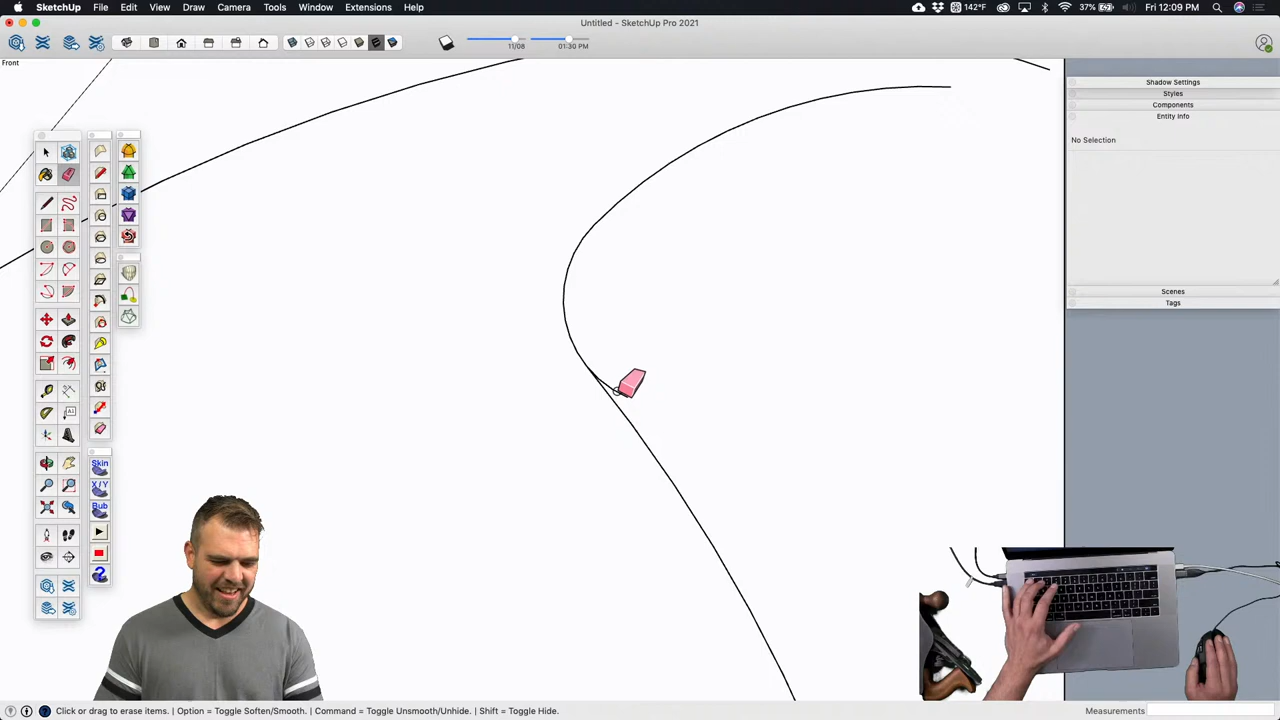 SketchUp File Edit View Draw Camera Tools Window Extensions Help
142°F 37% Fri 12:09 PM
Untitled - SketchUp Pro 2021
11/08 01:30 PM
Front
Shadow Settings
Styles
Components
Entity Info
No Selection
Scenes
Tags
A1
Skin
X/Y
Bub
Click or drag to erase items. | Option = Toggle Soften/Smooth. | Command = Toggle Unsmooth/Unhide. | Shift = Toggle Hide.
Measurements